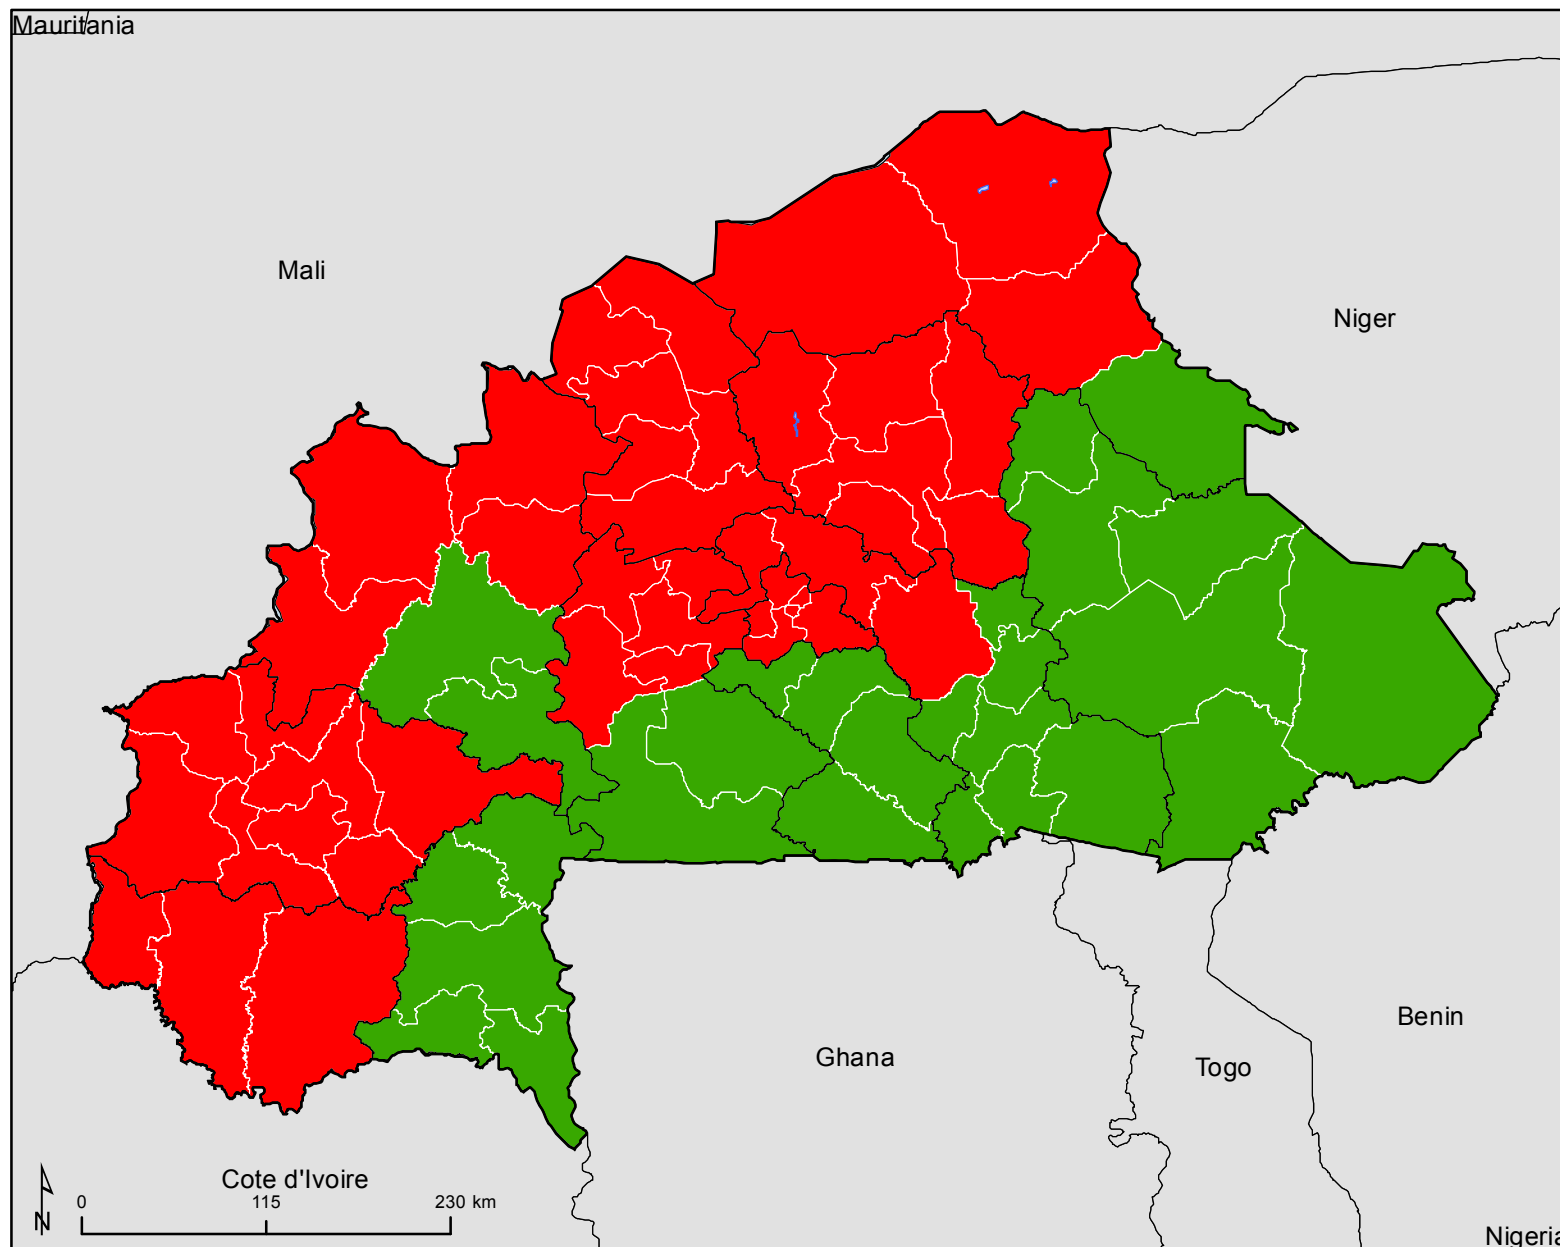 Mauritania
Mali
Niger
Benin
Ghana
Togo
Cote d'Ivoire
0 115 230 km
N
Nigeria